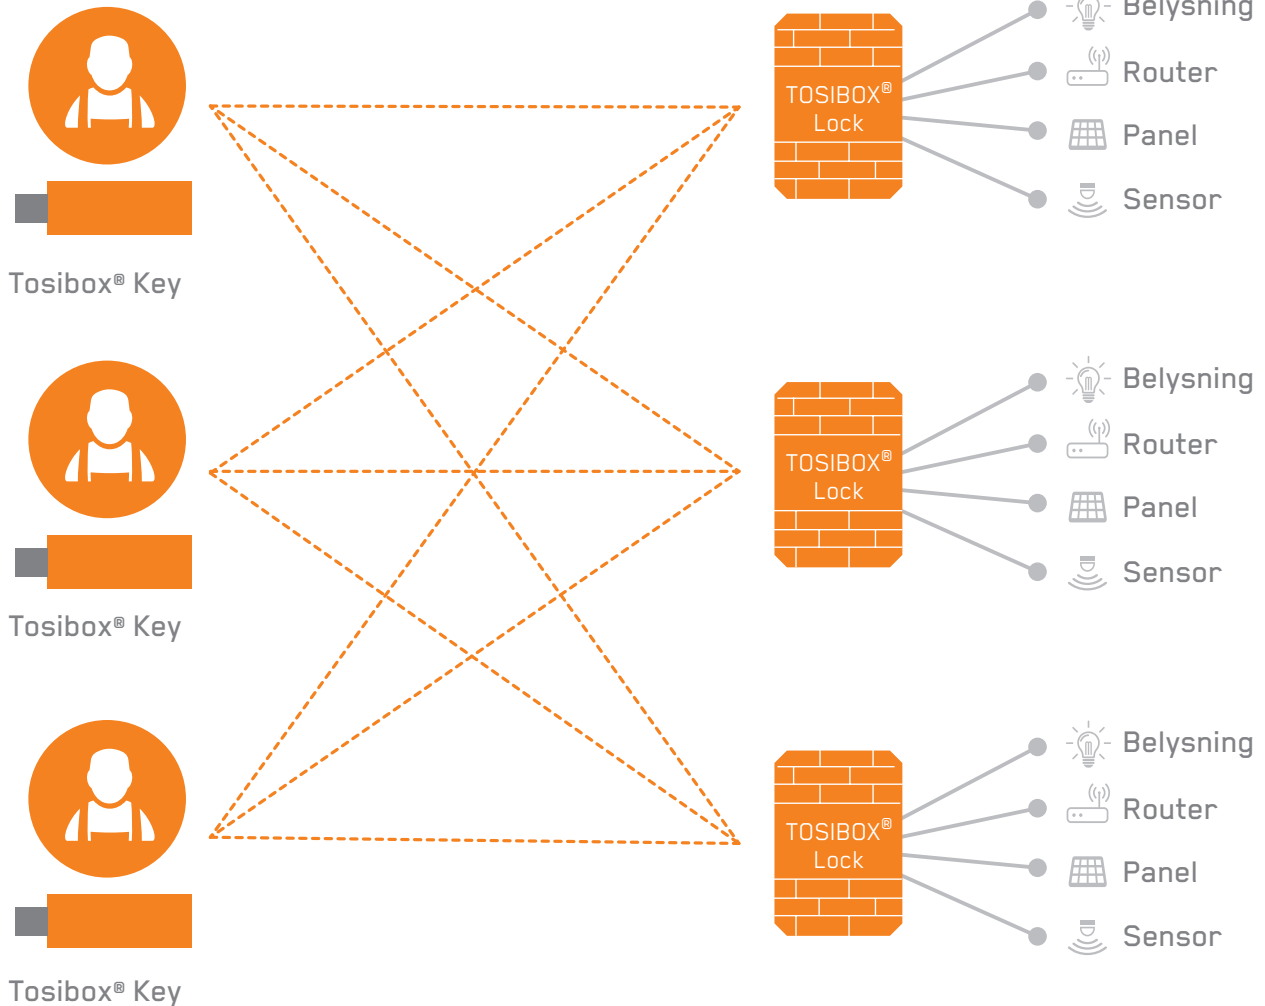 Belysning
Router
Panel
Sensor
TOSIBOX®
Lock
Tosibox® Key
Belysning
Router
Panel
Sensor
TOSIBOX®
Lock
Tosibox® Key
Belysning
Router
Panel
Sensor
TOSIBOX®
Lock
Tosibox® Key